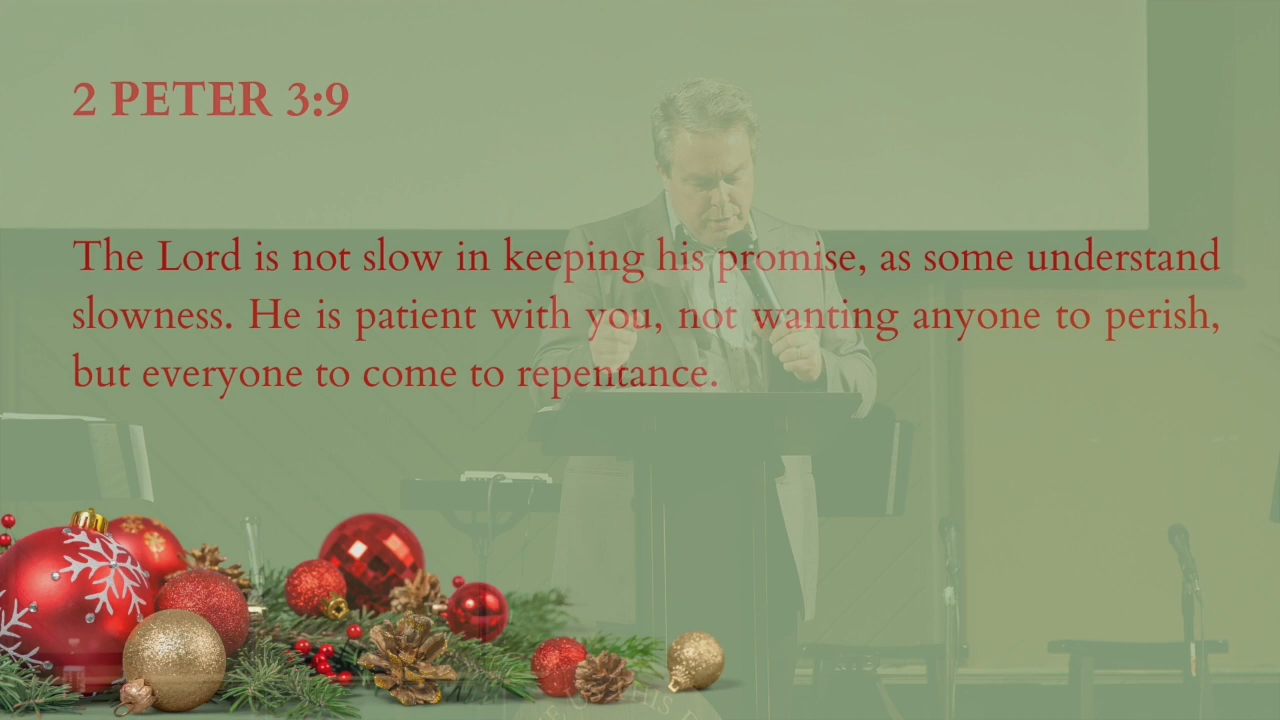 2 PETER 3:9
The Lord is not slow in keeping his promise, as some understand
slowness. He is patient with you, not wanting anyone to perish,
but everyone to come to repentance.
THIS